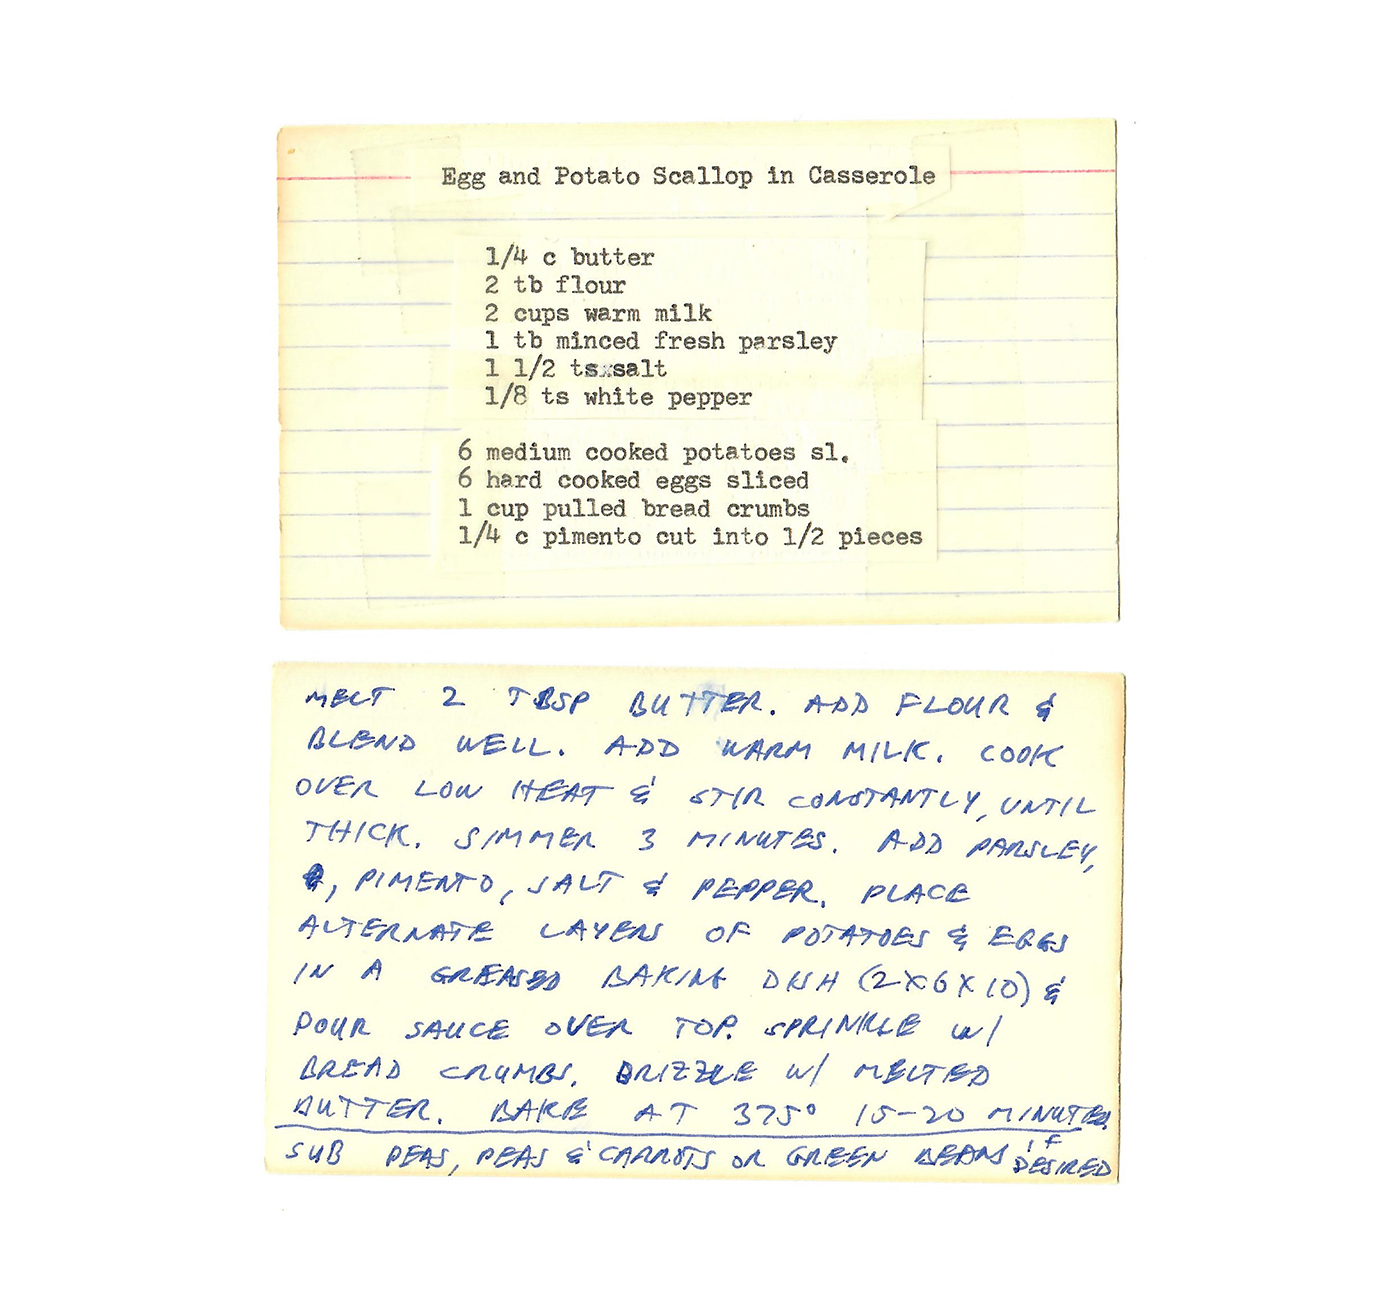 Egg and Potato Scallop in Casserole
1/4 c butter
2 tb flour
2 cups warm milk
1 tb minced fresh parsley
1 1/2 tsxsalt
1/8 ts white pepper
6 medium cooked potatoes sl.
6 hard cooked eggs sliced
1 cup pulled bread crumbs
1/4 c pimento cut into 1/2 pieces
MELT 2 TBSP BUTTER. ADD FLOUR &
BLEND WELL. ADD WARM MILK. COOK
OVER LOW HEAT & STIR CONSTANTLY, UNTIL
THICK. SIMMER 3 MINUTES. ADD PARSLEY,
, PIMENTO, SALT & PEPPER. PLACE
ALTERNATE LAYERS OF POTATOES & EGGS
IN A GREASED BAKING DISH (2X6X10) &
POUR SAUCE OVER TOP. SPRINKLE W/
BREAD CRUMBS. DRIZZLE W/ MELTED
BUTTER. BAKE AT 375° 15-20 MINUTES.
SUB PEAS, PEAS & CARROTS OR GREEN BEANS IF DESIRED